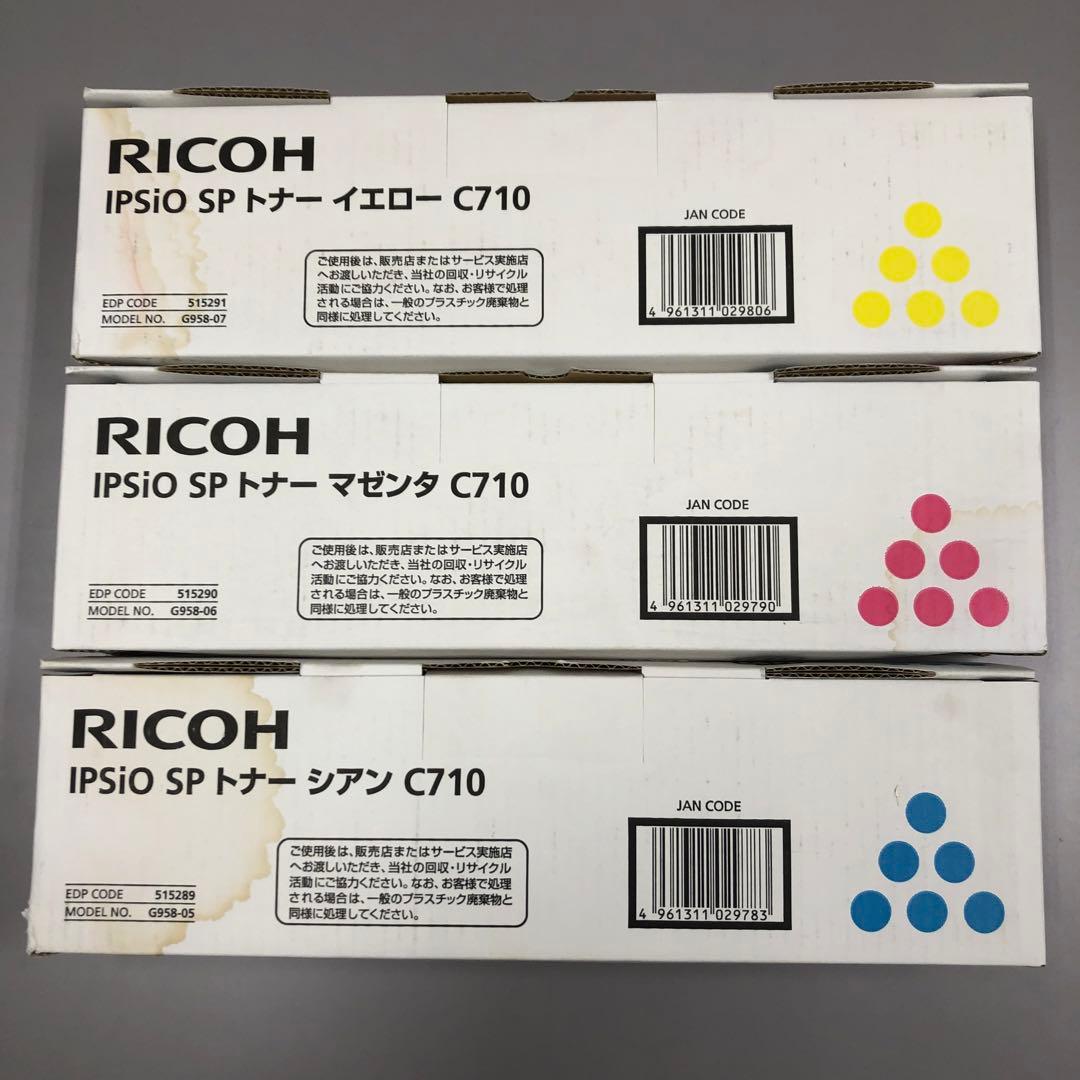 RICOH
IPSiO SP トナー イエロー C710
ご使用後は、販売店またはサービス実施店
へお渡しいただき、当社の回収・リサイクル
活動にご協力ください。なお、お客様で処理
される場合は、一般のプラスチック廃棄物と
同様に処理してください。
EDP CODE 515291
MODEL NO. G958-07
JAN CODE
4 961311 029806
RICOH
IPSiO SP トナー マゼンタ C710
ご使用後は、販売店またはサービス実施店
へお渡しいただき、当社の回収・リサイクル
活動にご協力ください。なお、お客様で処理
される場合は、一般のプラスチック廃棄物と
同様に処理してください。
EDP CODE 515290
MODEL NO. G958-06
JAN CODE
4 961311 029790
RICOH
IPSiO SP トナー シアン C710
ご使用後は、販売店またはサービス実施店
へお渡しいただき、当社の回収・リサイクル
活動にご協力ください。なお、お客様で処理
される場合は、一般のプラスチック廃棄物と
同様に処理してください。
EDP CODE 515289
MODEL NO. G958-05
JAN CODE
4 961311 029783